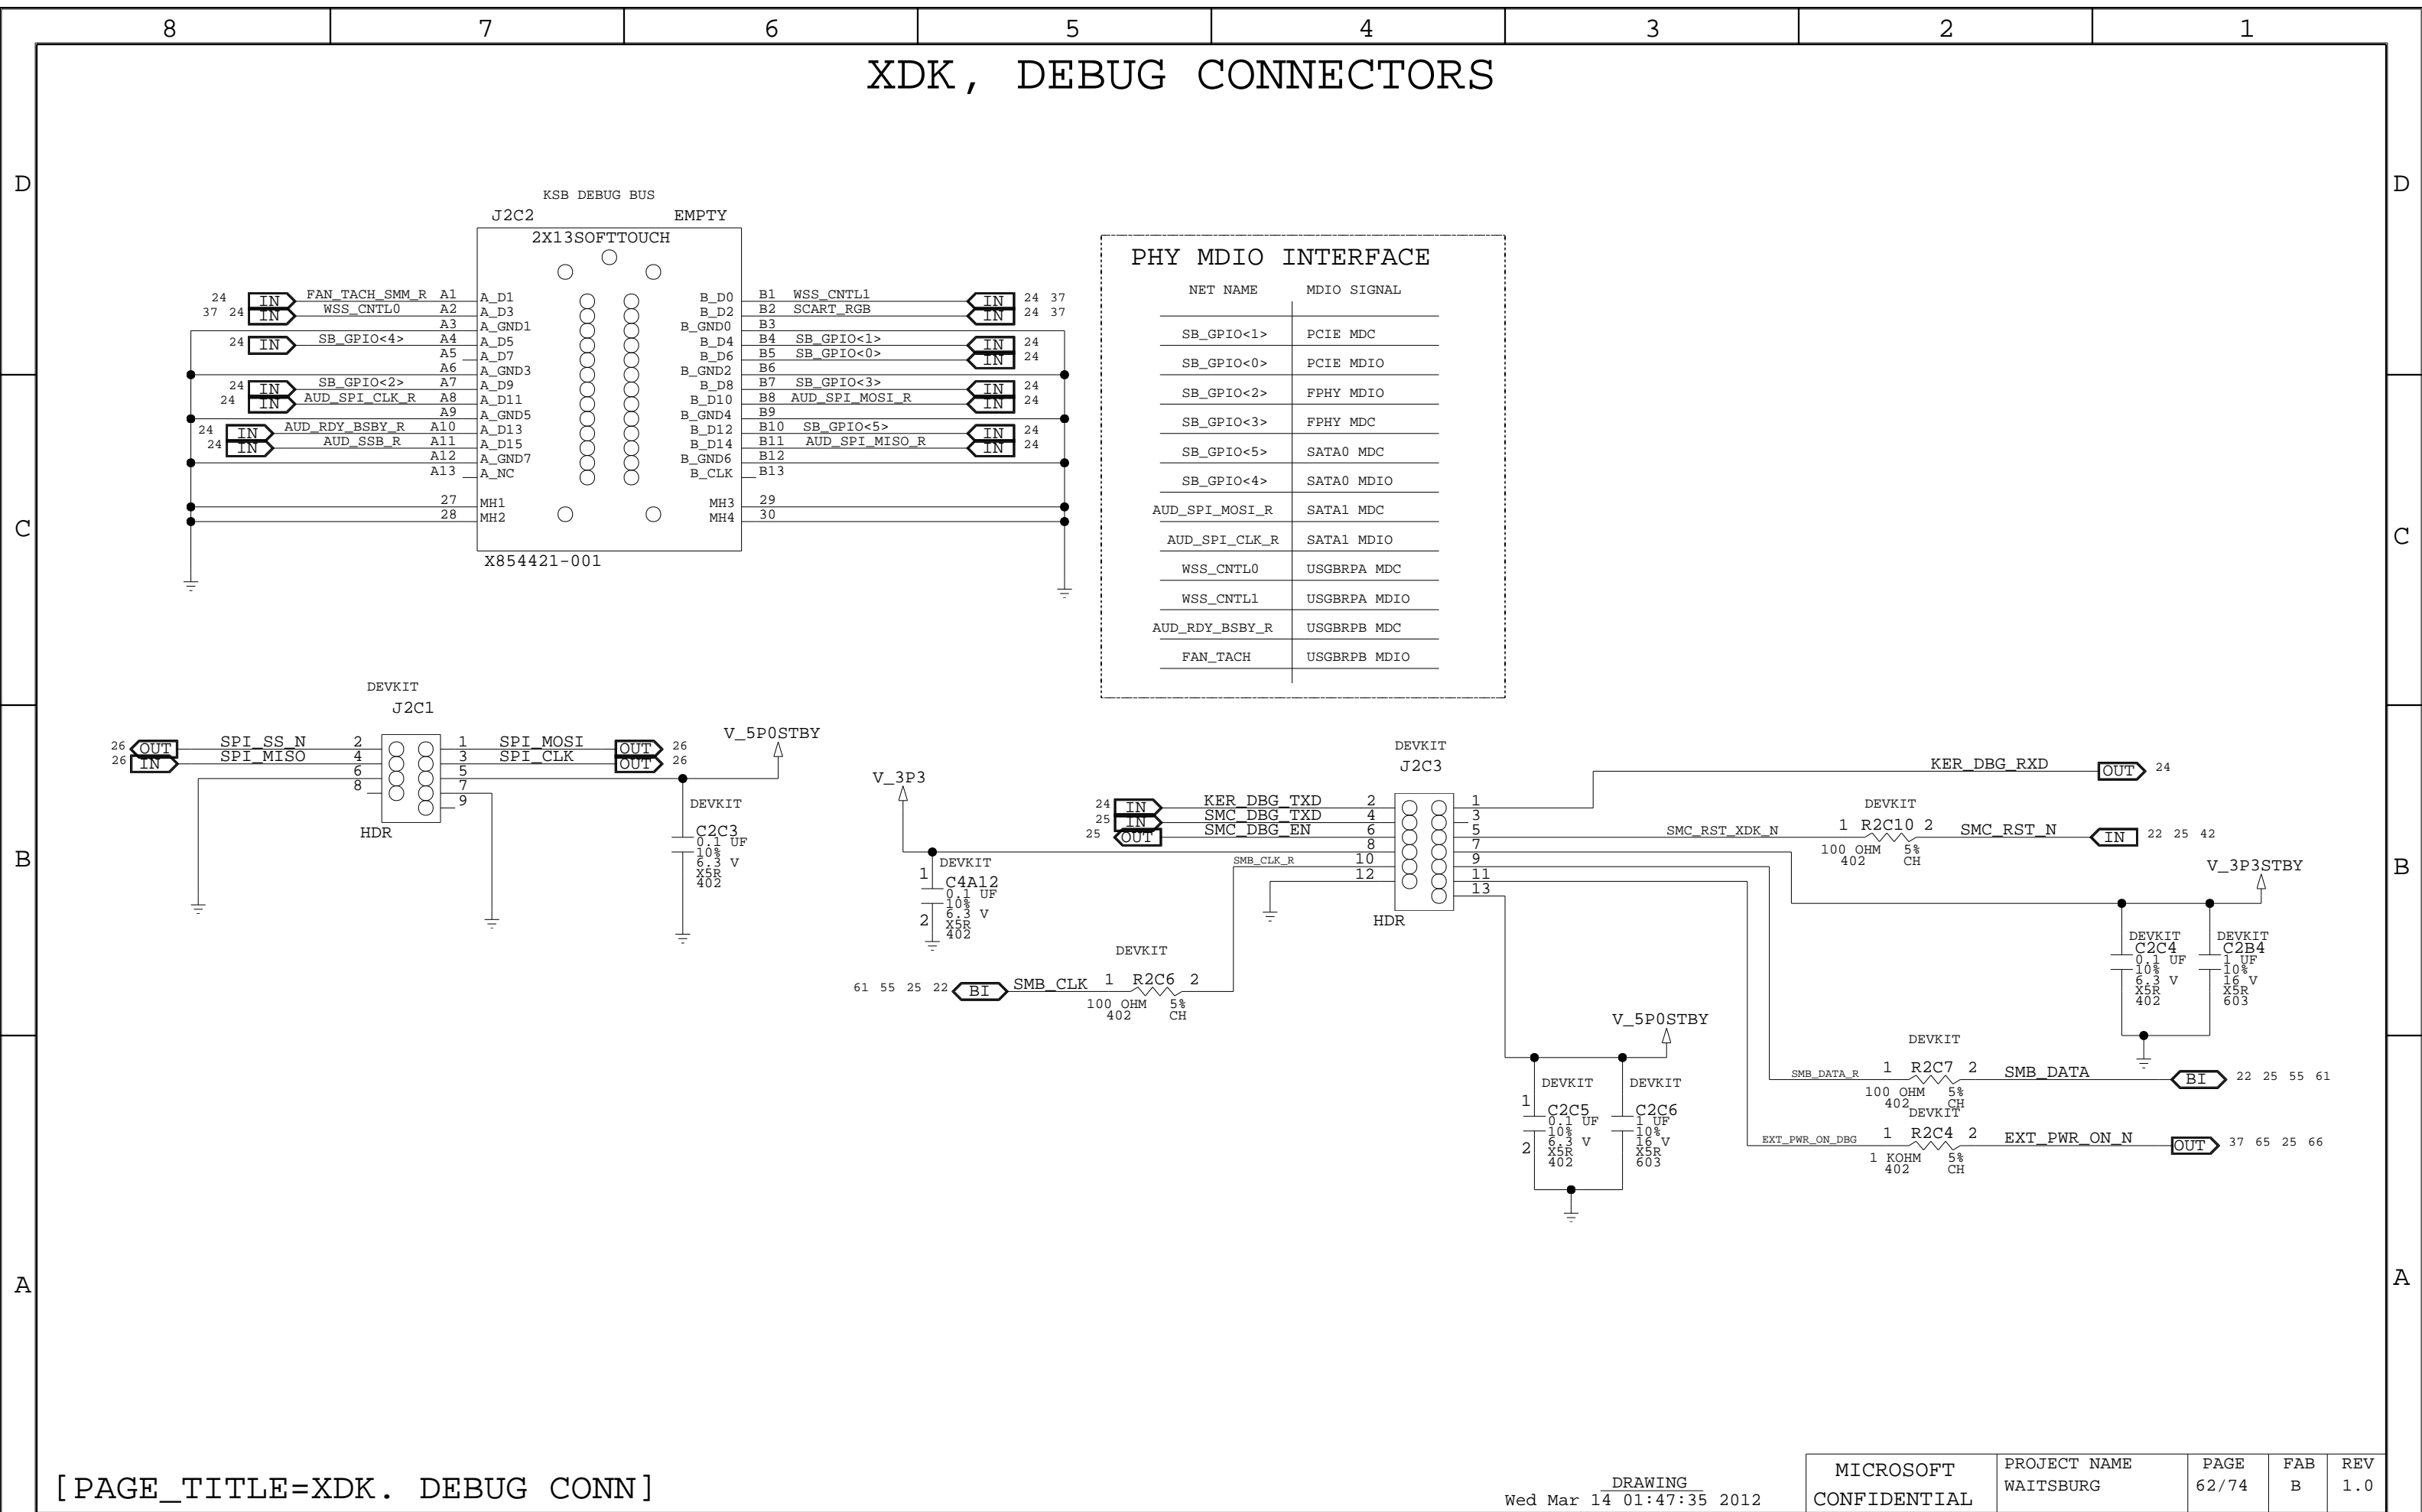 8 7 6 5 4 3 2 1
XDK, DEBUG CONNECTORS
D D
C C
B B
A A
KSB DEBUG BUS
J2C2 EMPTY
2X13SOFTTOUCH
24 IN FAN_TACH_SMM_R A1 A_D1
37 24 IN WSS_CNTL0 A2 A_D3
A3 A_GND1
24 IN SB_GPIO<4> A4 A_D5
A5 A_D7
A6 A_GND3
24 IN SB_GPIO<2> A7 A_D9
24 IN AUD_SPI_CLK_R A8 A_D11
A9 A_GND5
24 IN AUD_RDY_BSBY_R A10 A_D13
24 IN AUD_SSB_R A11 A_D15
A12 A_GND7
A13 A_NC
27 MH1
28 MH2
B_D0 B1 WSS_CNTL1 IN 24 37
B_D2 B2 SCART_RGB IN 24 37
B_GND0 B3
B_D4 B4 SB_GPIO<1> IN 24
B_D6 B5 SB_GPIO<0> IN 24
B_GND2 B6
B_D8 B7 SB_GPIO<3> IN 24
B_D10 B8 AUD_SPI_MOSI_R IN 24
B_GND4 B9
B_D12 B10 SB_GPIO<5> IN 24
B_D14 B11 AUD_SPI_MISO_R IN 24
B_GND6 B12
B_CLK B13
MH3 29
MH4 30
X854421-001
PHY MDIO INTERFACE
NET NAME MDIO SIGNAL
SB_GPIO<1> PCIE MDC
SB_GPIO<0> PCIE MDIO
SB_GPIO<2> FPHY MDIO
SB_GPIO<3> FPHY MDC
SB_GPIO<5> SATA0 MDC
SB_GPIO<4> SATA0 MDIO
AUD_SPI_MOSI_R SATA1 MDC
AUD_SPI_CLK_R SATA1 MDIO
WSS_CNTL0 USGBRPA MDC
WSS_CNTL1 USGBRPA MDIO
AUD_RDY_BSBY_R USGBRPB MDC
FAN_TACH USGBRPB MDIO
DEVKIT
J2C1
26 OUT SPI_SS_N 2 1 SPI_MOSI OUT 26
26 IN SPI_MISO 4 3 SPI_CLK OUT 26
6 5
8 7
9
HDR
V_5P0STBY
DEVKIT
C2C3
0.1 UF
10%
6.3 V
X5R
402
V_3P3
DEVKIT
1
C4A12
0.1 UF
10%
6.3 V
2
X5R
402
DEVKIT
J2C3
24 IN KER_DBG_TXD 2 1
25 IN SMC_DBG_TXD 4 3
25 OUT SMC_DBG_EN 6 5
8 7
SMB_CLK_R 10 9
12 11
13
HDR
KER_DBG_RXD OUT 24
DEVKIT
SMC_RST_XDK_N 1 R2C10 2 SMC_RST_N IN 22 25 42
100 OHM 5%
402 CH
V_3P3STBY
DEVKIT
C2C4
0.1 UF
10%
6.3 V
X5R
402
DEVKIT
C2B4
1 UF
10%
16 V
X5R
603
DEVKIT
61 55 25 22 BI SMB_CLK 1 R2C6 2
100 OHM 5%
402 CH
V_5P0STBY
DEVKIT
1
C2C5
0.1 UF
10%
6.3 V
2
X5R
402
DEVKIT
C2C6
1 UF
10%
16 V
X5R
603
DEVKIT
SMB_DATA_R 1 R2C7 2 SMB_DATA BI 22 25 55 61
100 OHM 5%
402 CH
DEVKIT
EXT_PWR_ON_DBG 1 R2C4 2 EXT_PWR_ON_N OUT 37 65 25 66
1 KOHM 5%
402 CH
[PAGE_TITLE=XDK. DEBUG CONN]
DRAWING
Wed Mar 14 01:47:35 2012
MICROSOFT
CONFIDENTIAL
PROJECT NAME
WAITSBURG
PAGE
62/74
FAB
B
REV
1.0